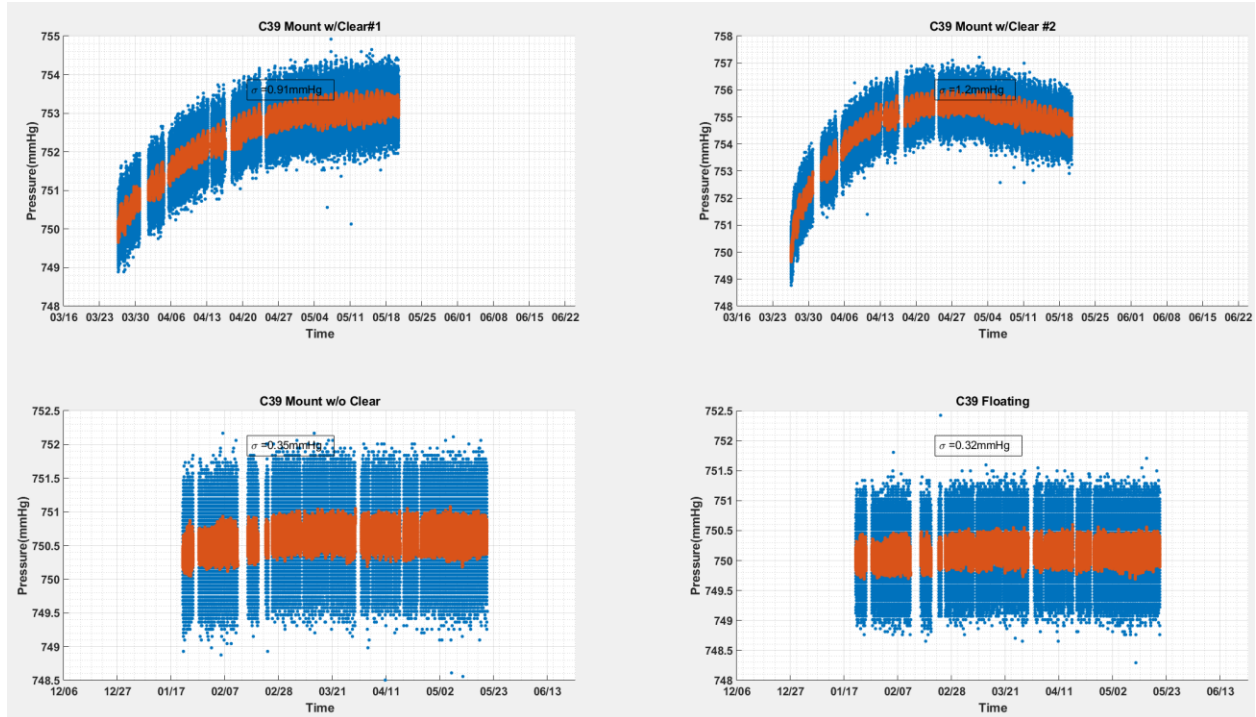 C39 Mount w/Clear#1
755
754
753
752
751
750
749
748
Pressure(mmHg)
σ =0.91mmHg
03/16 03/23 03/30 04/06 04/13 04/20 04/27 05/04 05/11 05/18 05/25 06/01 06/08 06/15 06/22
Time
C39 Mount w/Clear #2
758
757
756
755
754
753
752
751
750
749
748
Pressure(mmHg)
σ =1.2mmHg
03/16 03/23 03/30 04/06 04/13 04/20 04/27 05/04 05/11 05/18 05/25 06/01 06/08 06/15 06/22
Time
C39 Mount w/o Clear
752.5
752
751.5
751
750.5
750
749.5
749
748.5
Pressure(mmHg)
σ =0.35mmHg
12/06 12/27 01/17 02/07 02/28 03/21 04/11 05/02 05/23 06/13
Time
C39 Floating
752.5
752
751.5
751
750.5
750
749.5
749
748.5
748
Pressure(mmHg)
σ =0.32mmHg
12/06 12/27 01/17 02/07 02/28 03/21 04/11 05/02 05/23 06/13
Time